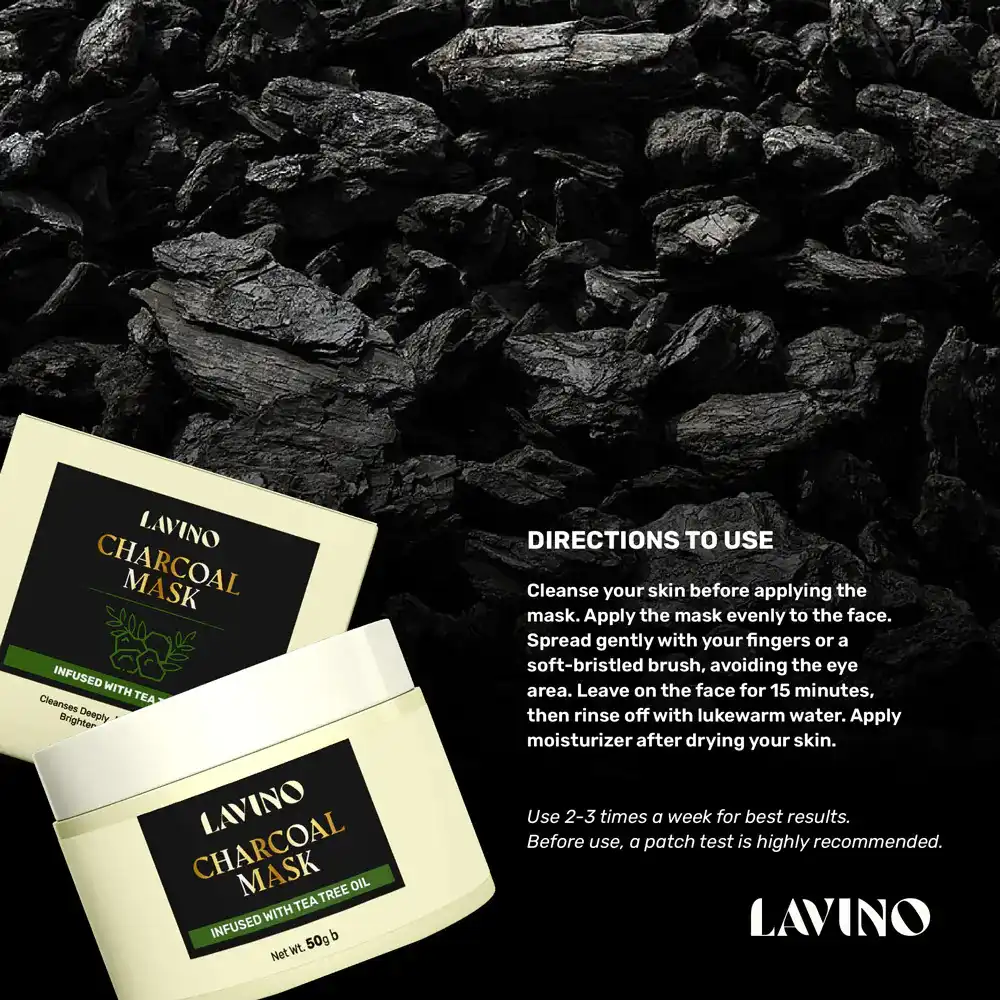 LAVINO
CHARCOAL
MASK
INFUSED WITH TEA
Cleanses Deeply,
LAVINO
CHARCOAL
MASK
INFUSED WITH TEA TREE OIL
Net Wt. 50g b
DIRECTIONS TO USE
Cleanse your skin before applying the
mask. Apply the mask evenly to the face.
Spread gently with your fingers or a
soft-bristled brush, avoiding the eye
area. Leave on the face for 15 minutes,
then rinse off with lukewarm water. Apply
moisturizer after drying your skin.
Use 2-3 times a week for best results.
Before use, a patch test is highly recommended.
LAVINO